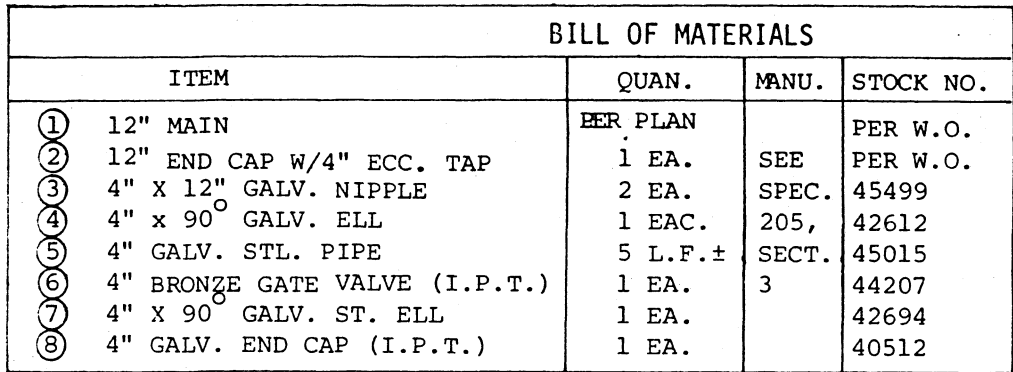 BILL OF MATERIALS
ITEM QUAN. MANU. STOCK NO.
1 12" MAIN PER PLAN PER W.O.
2 12" END CAP W/4" ECC. TAP 1 EA. SEE PER W.O.
3 4" X 12" GALV. NIPPLE 2 EA. SPEC. 45499
4 4" x 90° GALV. ELL 1 EAC. 205, 42612
5 4" GALV. STL. PIPE 5 L.F.± SECT. 45015
6 4" BRONZE GATE VALVE (I.P.T.) 1 EA. 3 44207
7 4" X 90° GALV. ST. ELL 1 EA. 42694
8 4" GALV. END CAP (I.P.T.) 1 EA. 40512